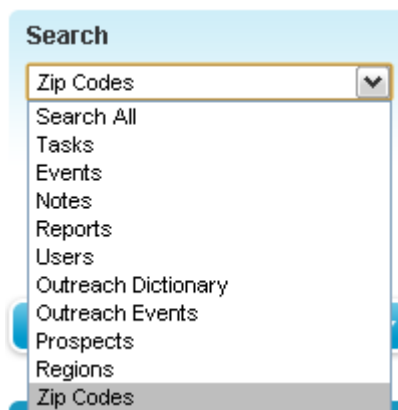 Search
Zip Codes
Search All
Tasks
Events
Notes
Reports
Users
Outreach Dictionary
Outreach Events
Prospects
Regions
Zip Codes